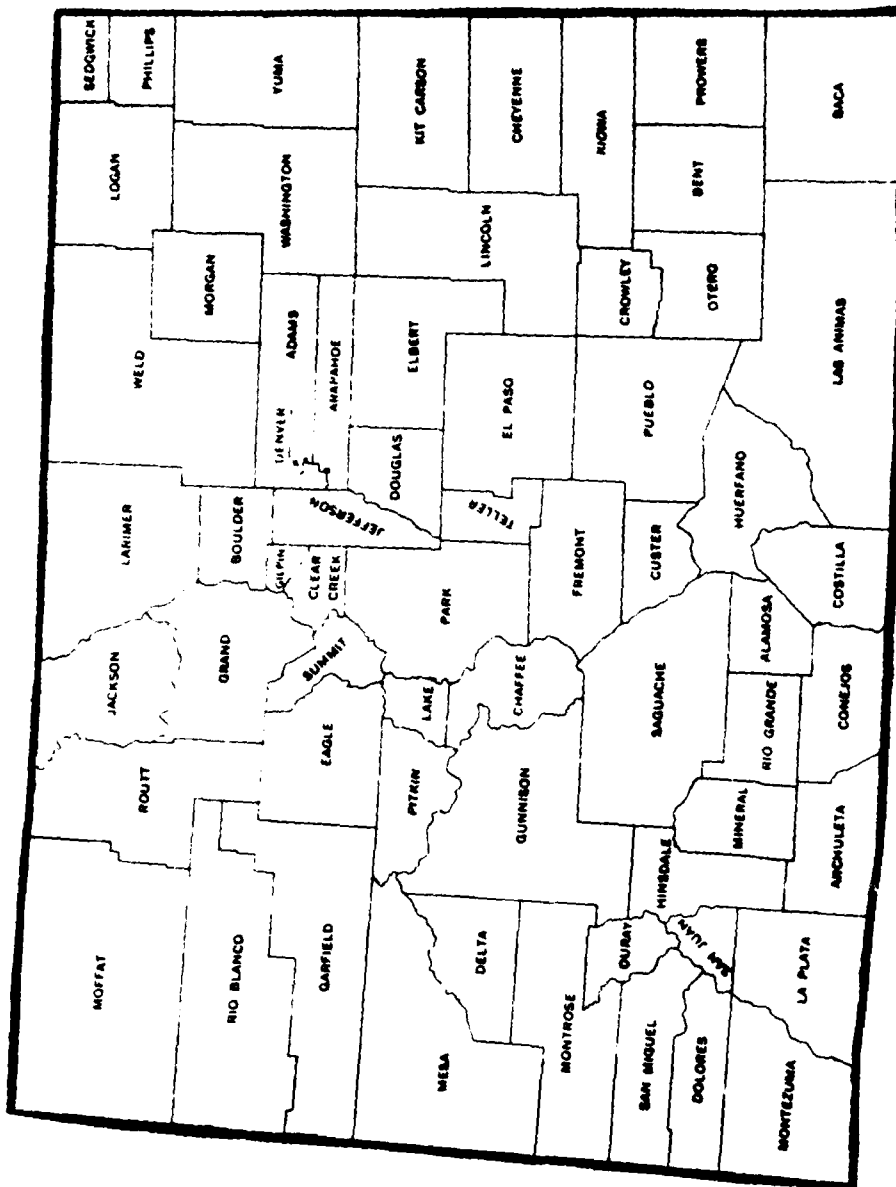 MOFFAT
ROUTT
JACKSON
LARIMER
WELD
LOGAN
SEDGWICK
PHILLIPS
RIO BLANCO
GRAND
BOULDER
MORGAN
WASHINGTON
YUMA
GARFIELD
EAGLE
SUMMIT
GILPIN
CLEAR
CREEK
JEFFERSON
DENVER
ADAMS
ARAPAHOE
MESA
PITKIN
LAKE
PARK
DOUGLAS
ELBERT
LINCOLN
KIT CARSON
DELTA
GUNNISON
CHAFFEE
TELLER
EL PASO
CHEYENNE
MONTROSE
OURAY
FREMONT
PUEBLO
CROWLEY
KIOWA
SAN MIGUEL
HINSDALE
SAGUACHE
CUSTER
OTERO
BENT
PROWERS
DOLORES
SAN JUAN
MINERAL
RIO GRANDE
ALAMOSA
HUERFANO
LAS ANIMAS
BACA
MONTEZUMA
LA PLATA
ARCHULETA
CONEJOS
COSTILLA